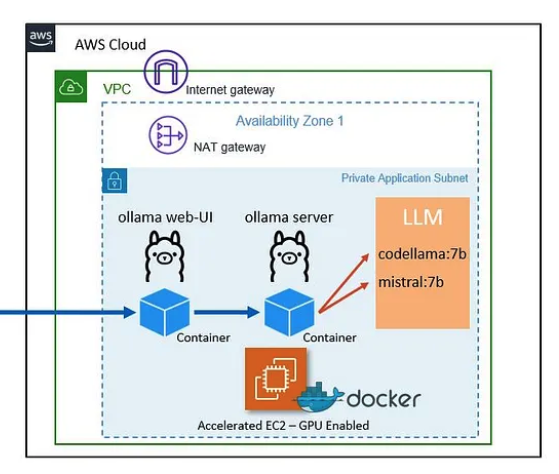 aws
AWS Cloud
VPC
Internet gateway
Availability Zone 1
NAT gateway
Private Application Subnet
ollama web-UI
ollama server
LLM
codellama:7b
mistral:7b
Container
Container
docker
Accelerated EC2 – GPU Enabled